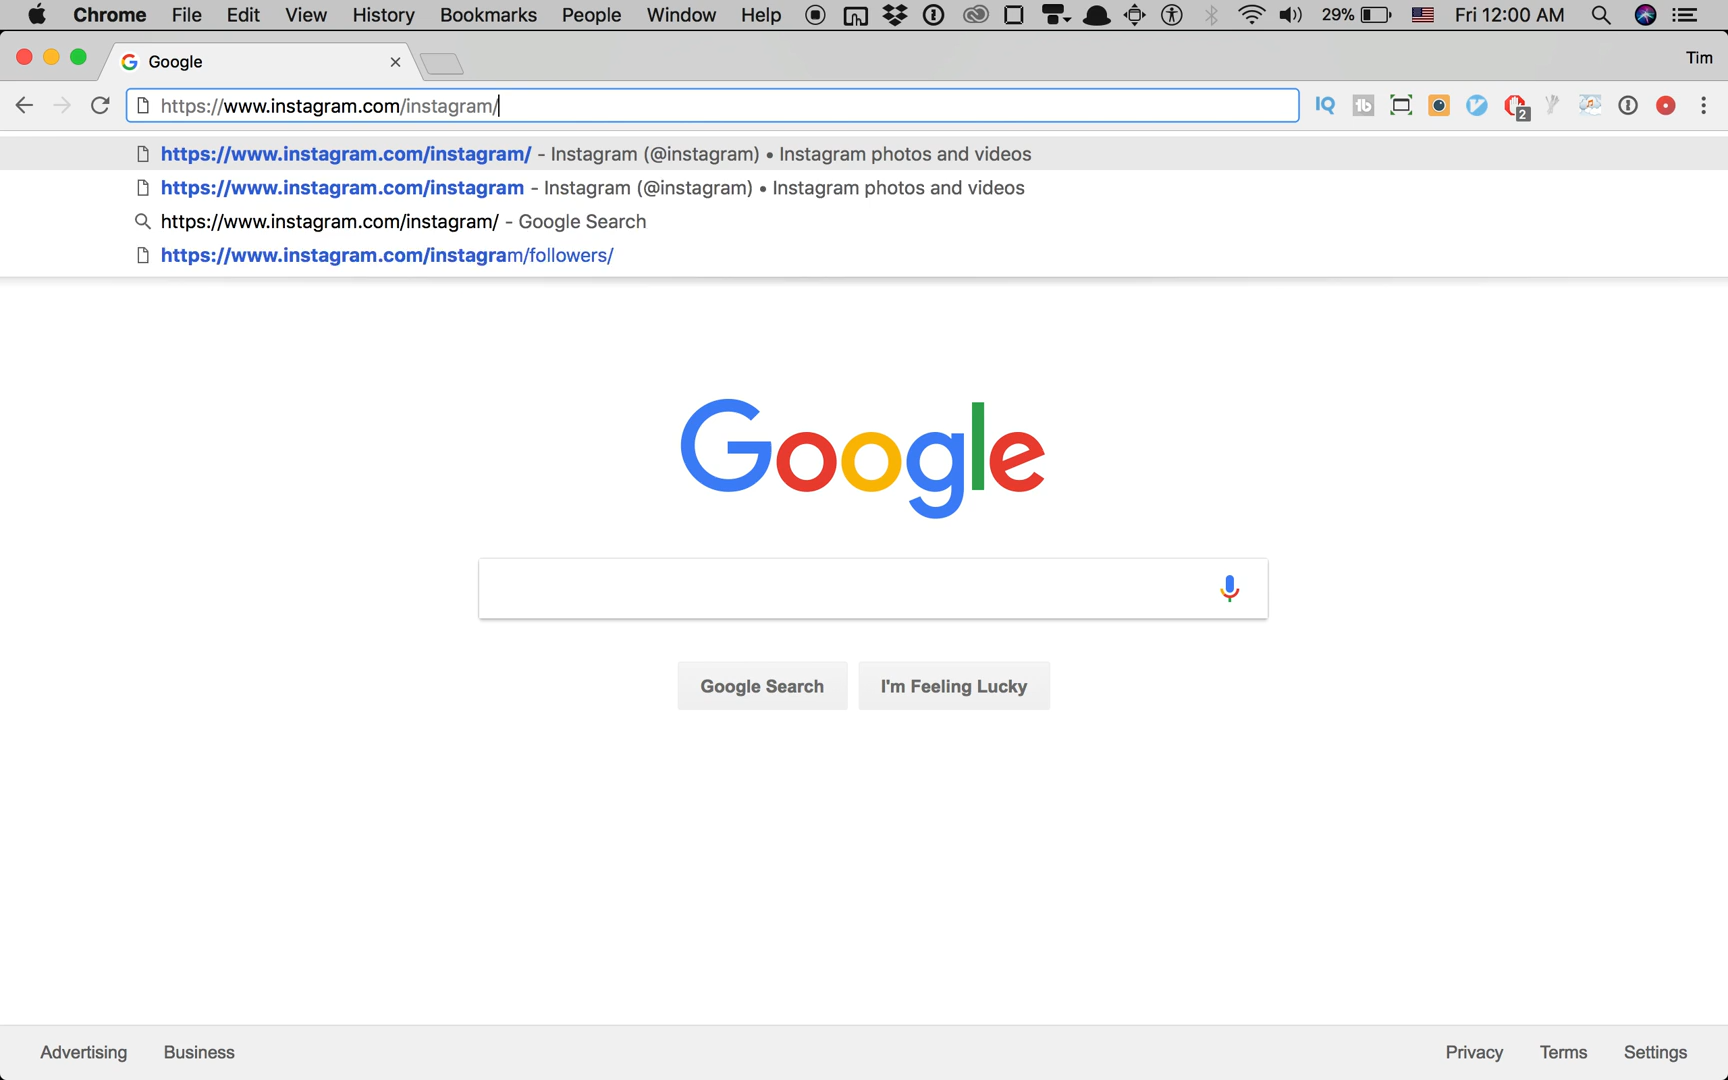 Chrome File Edit View History Bookmarks People Window Help 29% Fri 12:00 AM
Google Tim
https://www.instagram.com/instagram/ IQ tb 2
https://www.instagram.com/instagram/ - Instagram (@instagram) • Instagram photos and videos
https://www.instagram.com/instagram - Instagram (@instagram) • Instagram photos and videos
https://www.instagram.com/instagram/ - Google Search
https://www.instagram.com/instagram/followers/
Google
Google Search I'm Feeling Lucky
Advertising Business Privacy Terms Settings